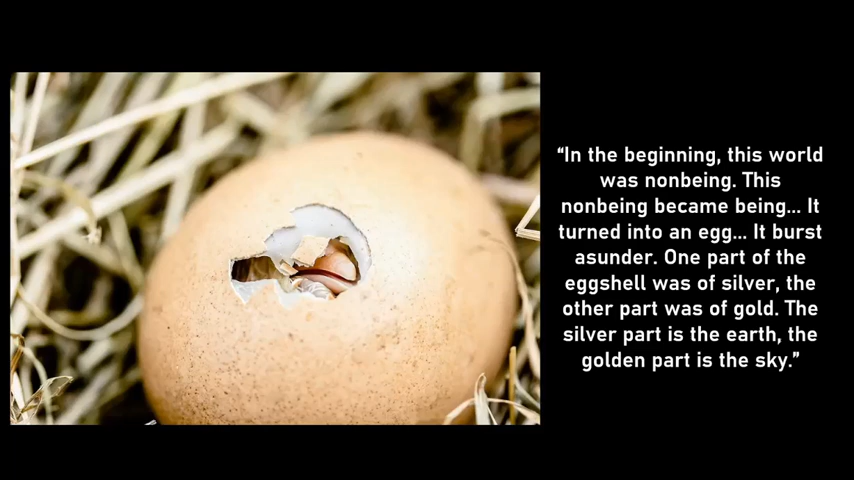 “In the beginning, this world
was nonbeing. This
nonbeing became being... It
turned into an egg... It burst
asunder. One part of the
eggshell was of silver, the
other part was of gold. The
silver part is the earth, the
golden part is the sky.”